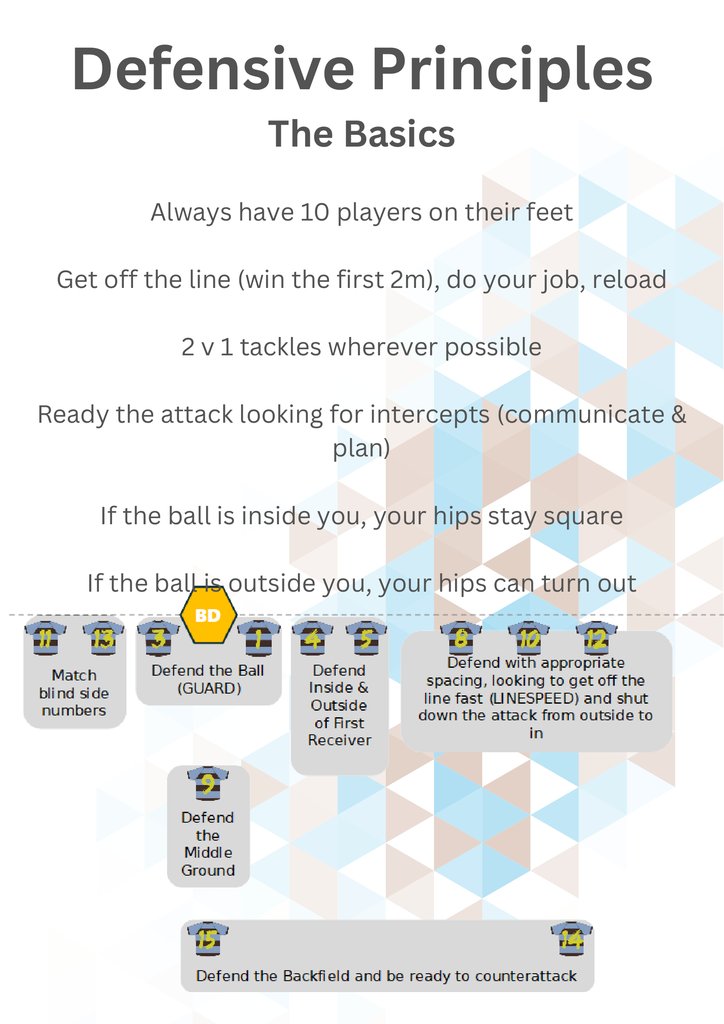 Defensive Principles
The Basics
Always have 10 players on their feet
Get off the line (win the first 2m), do your job, reload
2 v 1 tackles wherever possible
Ready the attack looking for intercepts (communicate &
plan)
If the ball is inside you, your hips stay square
If the ball is outside you, your hips can turn out
BD
11 13 3 1 4 5 8 10 12
Match
blind side
numbers
Defend the Ball
(GUARD)
Defend
Inside &
Outside
of First
Receiver
Defend with appropriate
spacing, looking to get off the
line fast (LINESPEED) and shut
down the attack from outside to
in
9
Defend
the
Middle
Ground
15 14
Defend the Backfield and be ready to counterattack